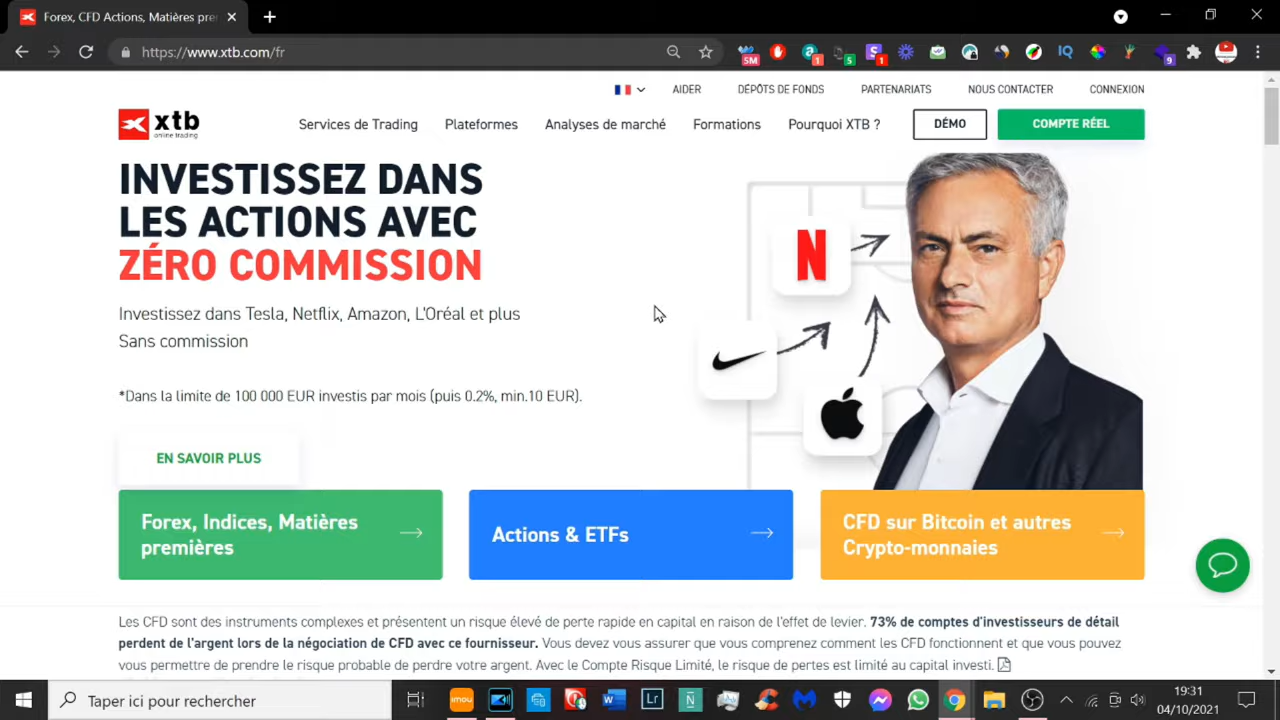 Forex, CFD Actions, Matières pre
https://www.xtb.com/fr
5M
1
5
1
IQ
9
AIDER
DÉPÔTS DE FONDS
PARTENARIATS
NOUS CONTACTER
CONNEXION
xtb
online trading
Services de Trading
Plateformes
Analyses de marché
Formations
Pourquoi XTB ?
DÉMO
COMPTE RÉEL
INVESTISSEZ DANS
LES ACTIONS AVEC
ZÉRO COMMISSION
Investissez dans Tesla, Netflix, Amazon, L'Oréal et plus
Sans commission
*Dans la limite de 100 000 EUR investis par mois (puis 0.2%, min.10 EUR).
EN SAVOIR PLUS
N
Forex, Indices, Matières
premières
Actions & ETFs
CFD sur Bitcoin et autres
Crypto-monnaies
Les CFD sont des instruments complexes et présentent un risque élevé de perte rapide en capital en raison de l'effet de levier. 73% de comptes d'investisseurs de détail
perdent de l'argent lors de la négociation de CFD avec ce fournisseur. Vous devez vous assurer que vous comprenez comment les CFD fonctionnent et que vous pouvez
vous permettre de prendre le risque probable de perdre votre argent. Avec le Compte Risque Limité, le risque de pertes est limité au capital investi.
Taper ici pour rechercher
imou
W
Lr
N
19:31
04/10/2021